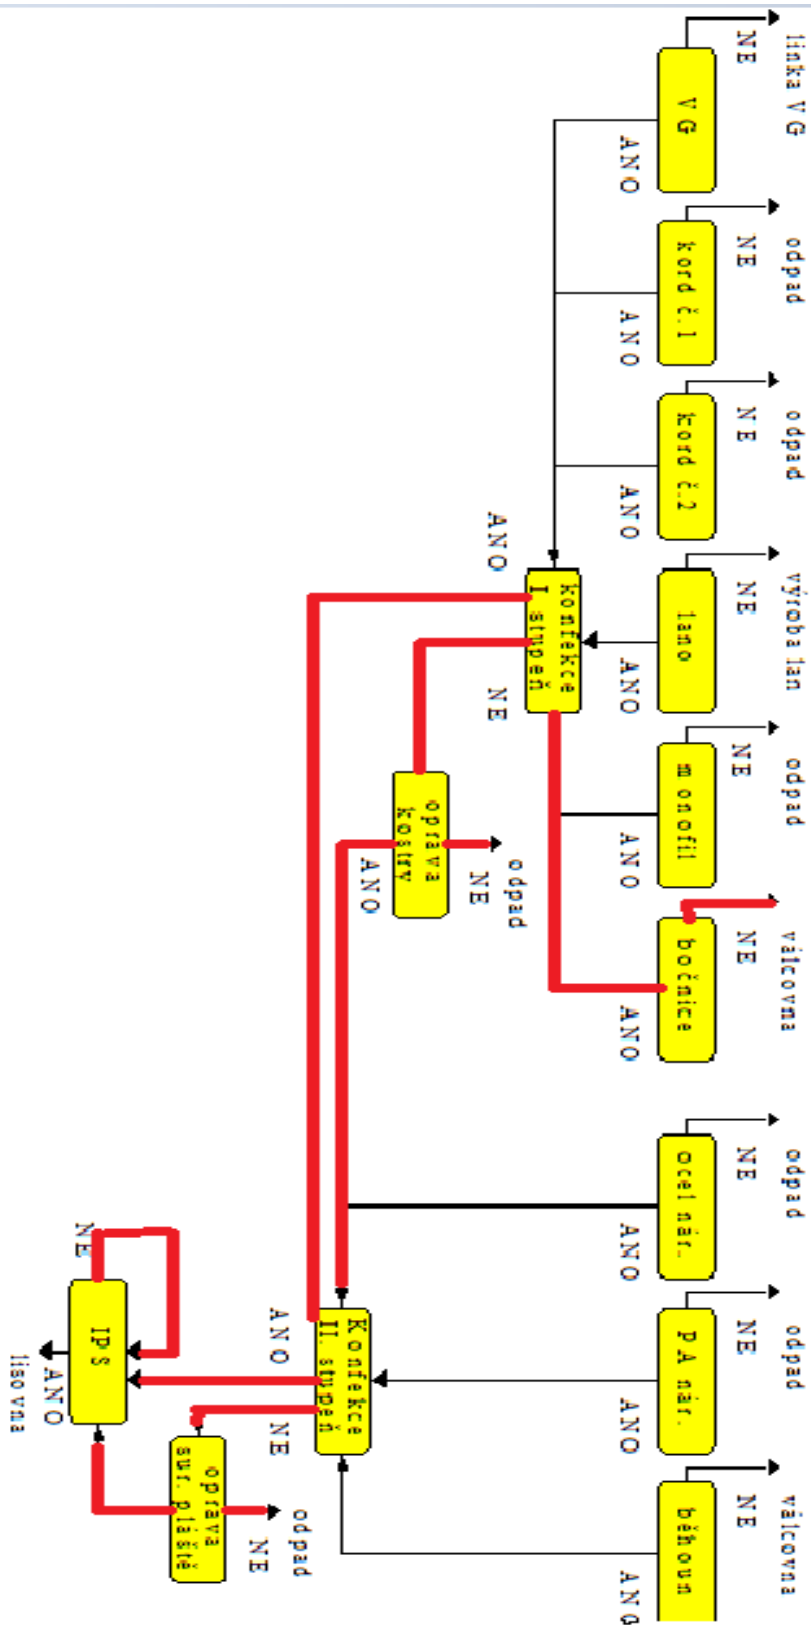 linka VG
NE
VG
ANO
odpad
NE
kord č.1
ANO
odpad
NE
kord č.2
ANO
výroba lan
NE
lano
ANO
odpad
NE
monofil
ANO
válcovna
NE
bočnice
ANO
odpad
NE
ocel nár.
ANO
odpad
NE
PA nár.
ANO
válcovna
NE
běhoun
ANO
ANO
konfekce
I. stupeň
NE
odpad
NE
oprava
kostry
ANO
Konfekce
II. stupeň
ANO
NE
odpad
NE
oprava
sur. pláště
NE
IPS
ANO
lisovna